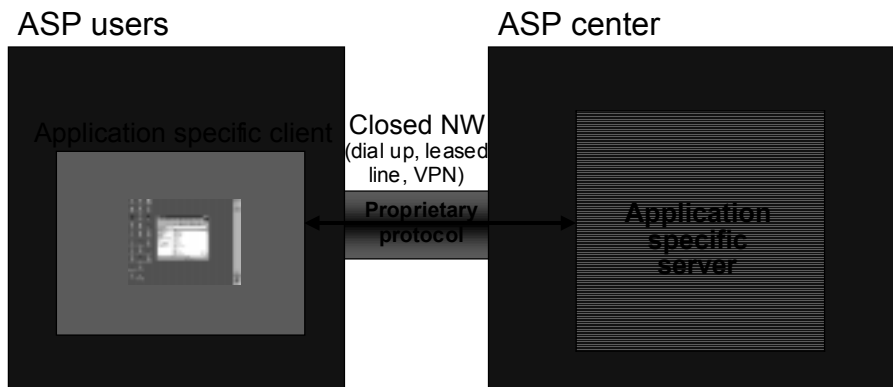 ASP users
ASP center
Application specific client
Closed NW
(dial up, leased
line, VPN)
Proprietary
protocol
Application
specific
server